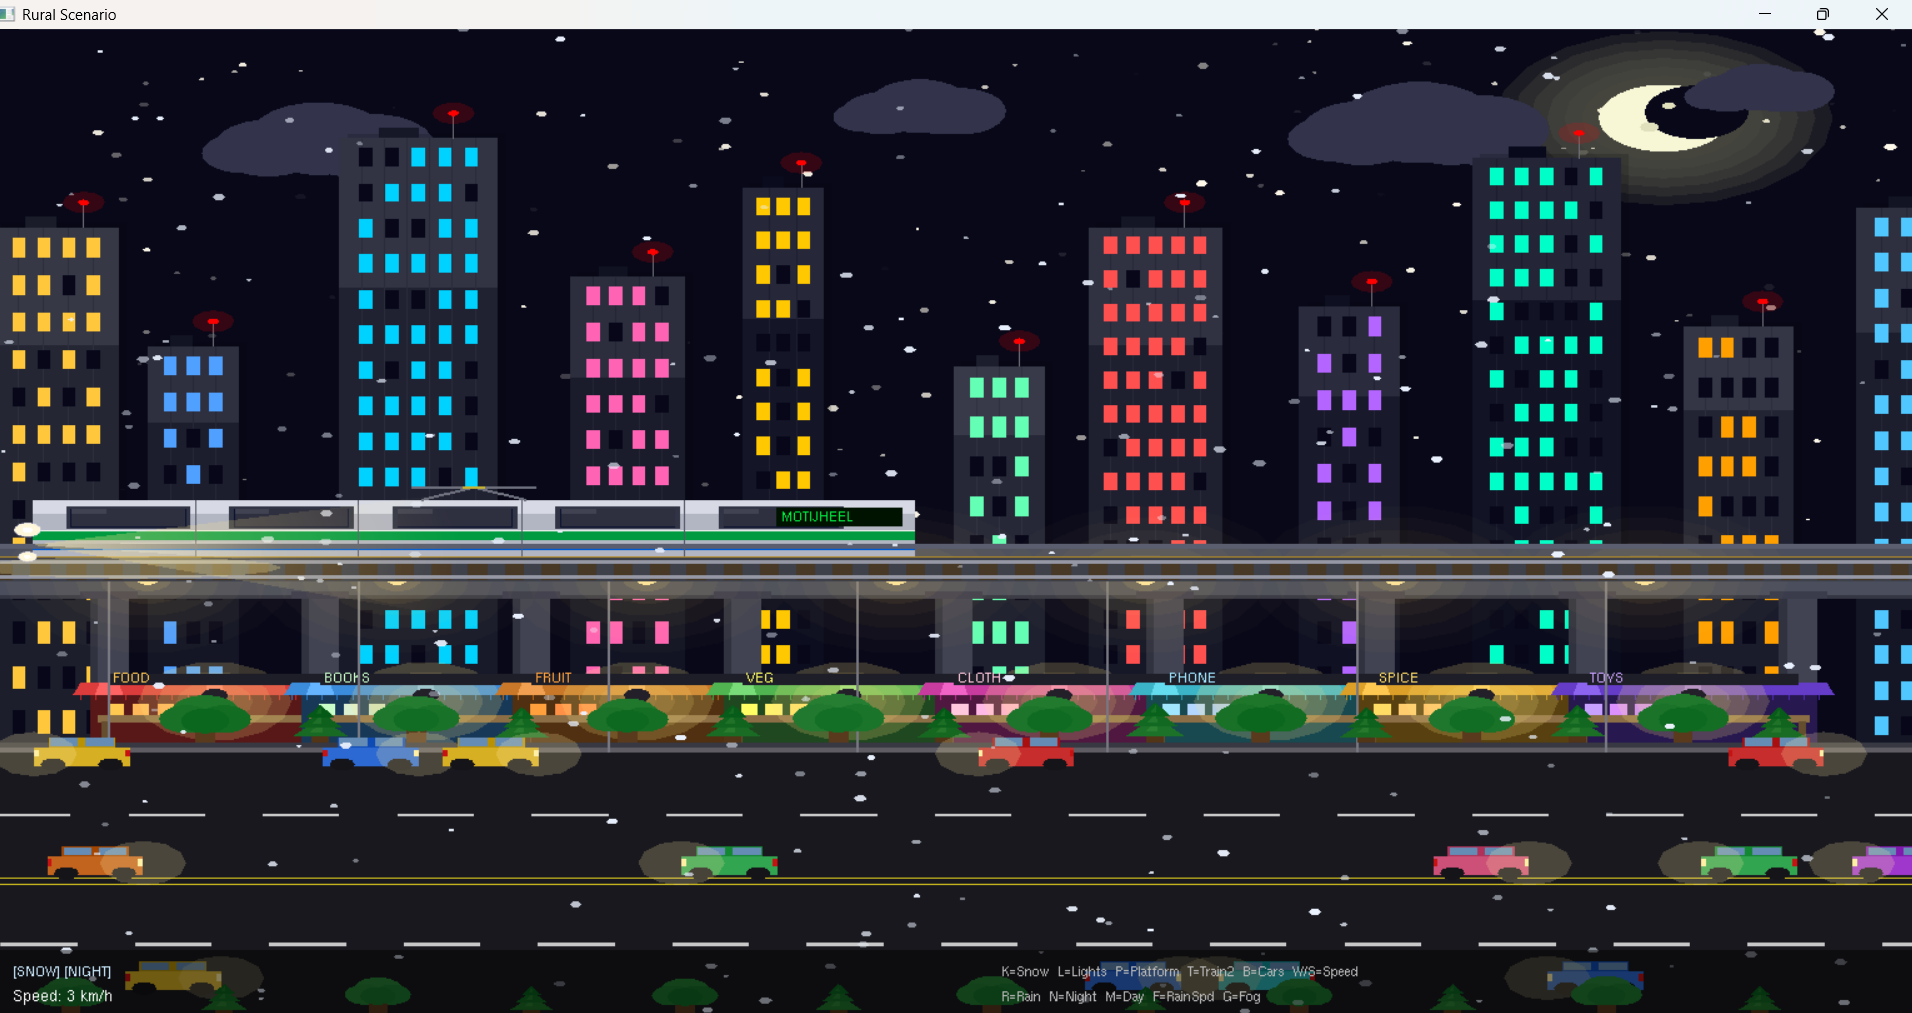 Rural Scenario
MOTIJHEEL
FOOD BOOKS FRUIT VEG CLOTH PHONE SPICE TOYS
[SNOW] [NIGHT]
Speed: 3 km/h
K=Snow L=Lights P=Platform T=Train2 B=Cars W/S=Speed
R=Rain N=Night M=Day F=RainSpd G=Fog